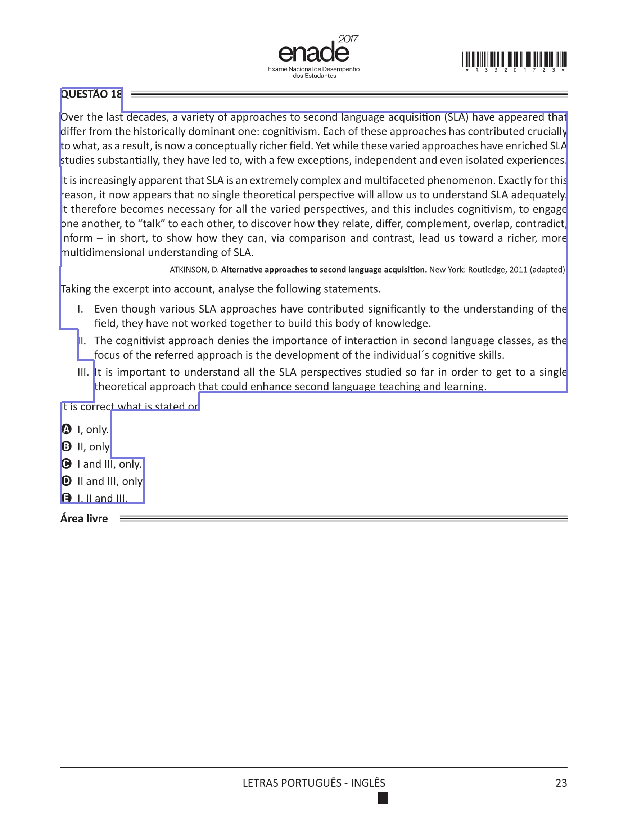 enade 2017
Exame Nacional de Desempenho
dos Estudantes
*R3320172​3*
QUESTÃO 18
Over the last decades, a variety of approaches to second language acquisition (SLA) have appeared that
differ from the historically dominant one: cognitivism. Each of these approaches has contributed crucially
to what, as a result, is now a conceptually richer field. Yet while these varied approaches have enriched SLA
studies substantially, they have led to, with a few exceptions, independent and even isolated experiences.
It is increasingly apparent that SLA is an extremely complex and multifaceted phenomenon. Exactly for this
reason, it now appears that no single theoretical perspective will allow us to understand SLA adequately.
It therefore becomes necessary for all the varied perspectives, and this includes cognitivism, to engage
one another, to “talk” to each other, to discover how they relate, differ, complement, overlap, contradict,
inform – in short, to show how they can, via comparison and contrast, lead us toward a richer, more
multidimensional understanding of SLA.
ATKINSON, D. Alternative approaches to second language acquisition. New York: Routledge, 2011 (adapted).
Taking the excerpt into account, analyse the following statements.
I. Even though various SLA approaches have contributed significantly to the understanding of the
field, they have not worked together to build this body of knowledge.
II. The cognitivist approach denies the importance of interaction in second language classes, as the
focus of the referred approach is the development of the individual´s cognitive skills.
III. It is important to understand all the SLA perspectives studied so far in order to get to a single
theoretical approach that could enhance second language teaching and learning.
It is correct what is stated on
A I, only.
B II, only
C I and III, only.
D II and III, only
E I, II and III.
Área livre
LETRAS PORTUGUÊS - INGLÊS 23